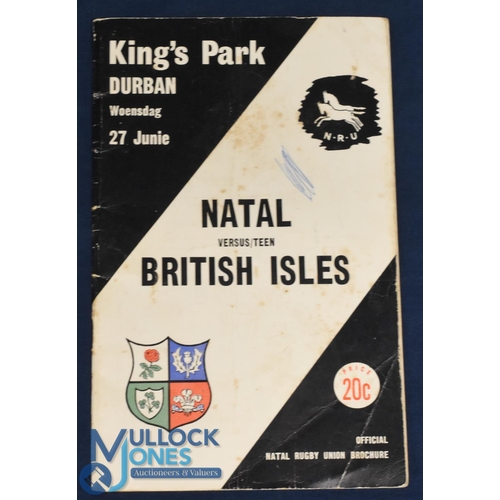 King's Park
DURBAN
Woensdag
27 Junie
N·R·U
NATAL
VERSUS/TEEN
BRITISH ISLES
PRICE
20c
OFFICIAL
NATAL RUGBY UNION BROCHURE
MULLOCK
JONES
Auctioneers & Valuers